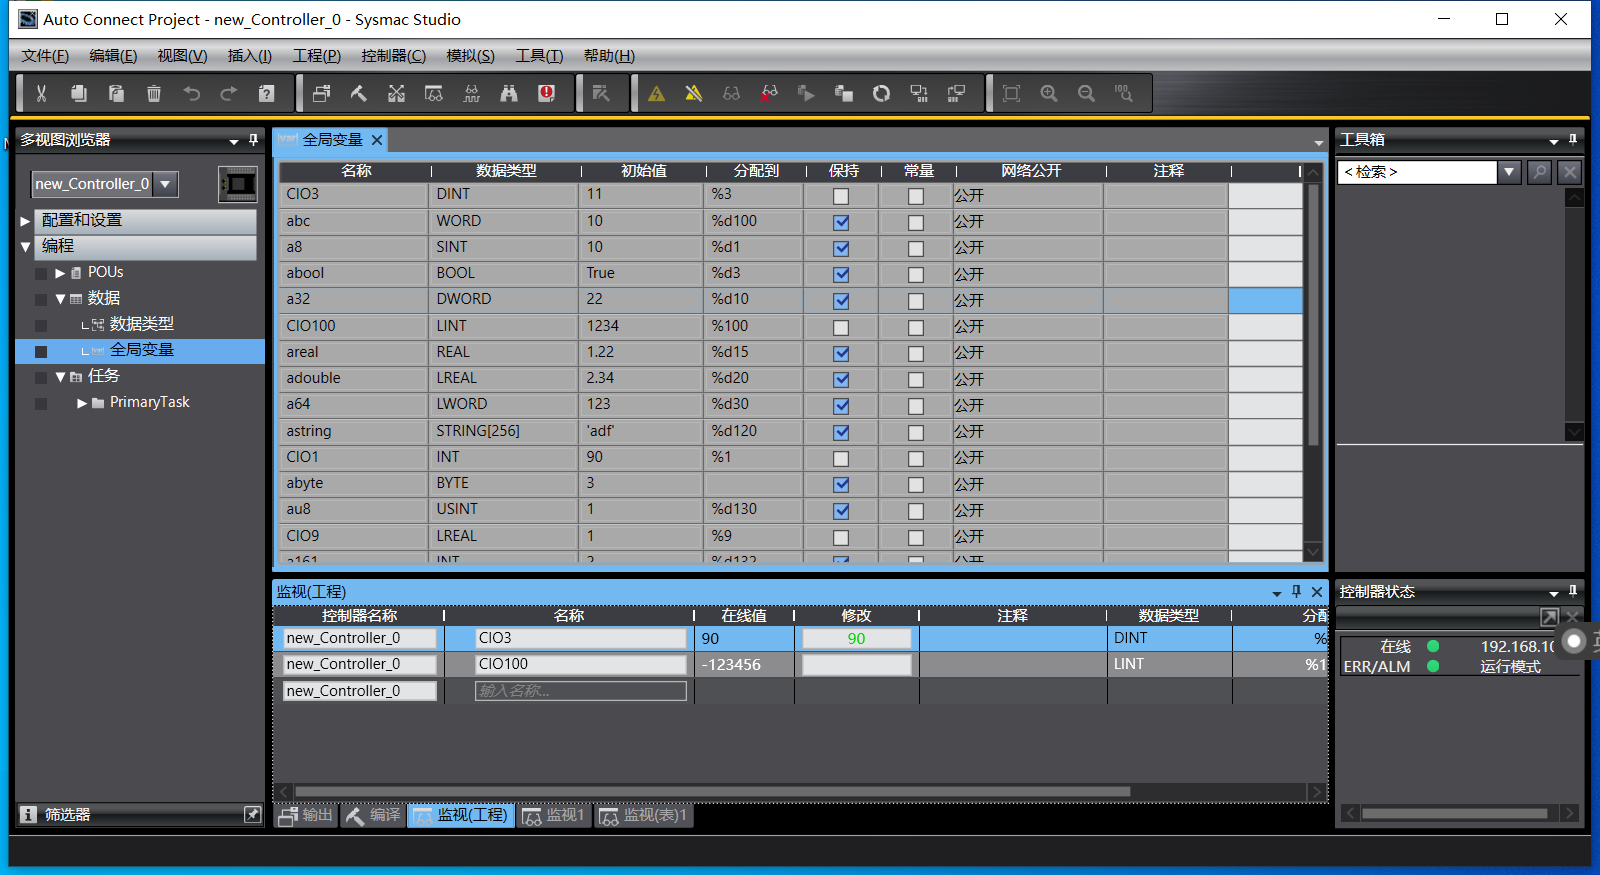 Auto Connect Project - new_Controller_0 - Sysmac Studio
文件(F) 编辑(E) 视图(V) 插入(I) 工程(P) 控制器(C) 模拟(S) 工具(T) 帮助(H)
多视图浏览器
new_Controller_0
配置和设置
编程
POUs
数据
数据类型
全局变量
任务
PrimaryTask
筛选器
全局变量
名称 数据类型 初始值 分配到 保持 常量 网络公开 注释
CIO3 DINT 11 %3 公开
abc WORD 10 %d100 公开
a8 SINT 10 %d1 公开
abool BOOL True %d3 公开
a32 DWORD 22 %d10 公开
CIO100 LINT 1234 %100 公开
areal REAL 1.22 %d15 公开
adouble LREAL 2.34 %d20 公开
a64 LWORD 123 %d30 公开
astring STRING[256] 'adf' %d120 公开
CIO1 INT 90 %1 公开
abyte BYTE 3 公开
au8 USINT 1 %d130 公开
CIO9 LREAL 1 %9 公开
a161 INT 2 %d132 公开
监视(工程)
控制器名称 名称 在线值 修改 注释 数据类型 分配
new_Controller_0 CIO3 90 90 DINT %
new_Controller_0 CIO100 -123456 LINT %1
new_Controller_0 输入名称...
输出 编译 监视(工程) 监视1 监视(表)1
工具箱
<检索>
控制器状态
在线 192.168.10
ERR/ALM 运行模式
英